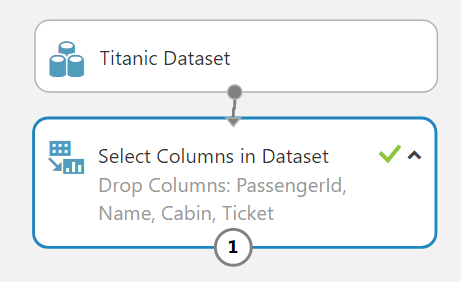 Titanic Dataset
Select Columns in Dataset
Drop Columns: PassengerId,
Name, Cabin, Ticket
1